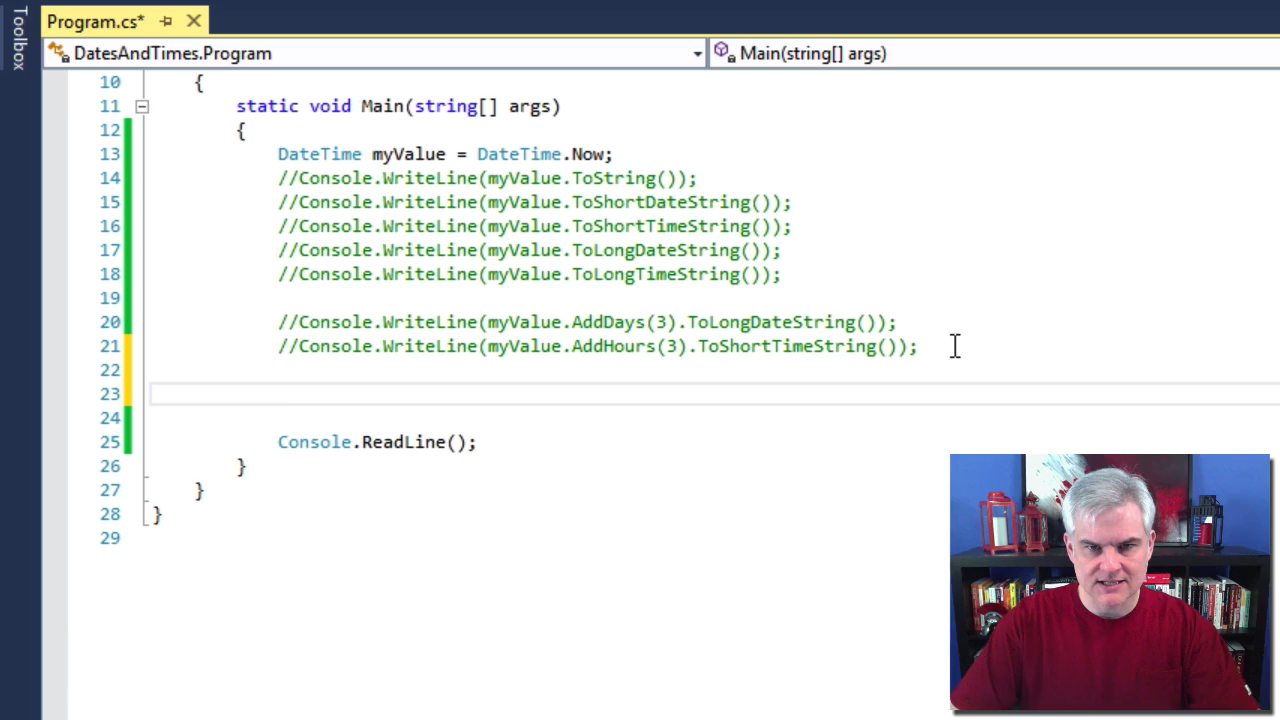 Toolbox
Program.cs*
DatesAndTimes.Program
Main(string[] args)
10 {
11 static void Main(string[] args)
12 {
13 DateTime myValue = DateTime.Now;
14 //Console.WriteLine(myValue.ToString());
15 //Console.WriteLine(myValue.ToShortDateString());
16 //Console.WriteLine(myValue.ToShortTimeString());
17 //Console.WriteLine(myValue.ToLongDateString());
18 //Console.WriteLine(myValue.ToLongTimeString());
19
20 //Console.WriteLine(myValue.AddDays(3).ToLongDateString());
21 //Console.WriteLine(myValue.AddHours(3).ToShortTimeString());
22
23
24
25 Console.ReadLine();
26 }
27 }
28 }
29